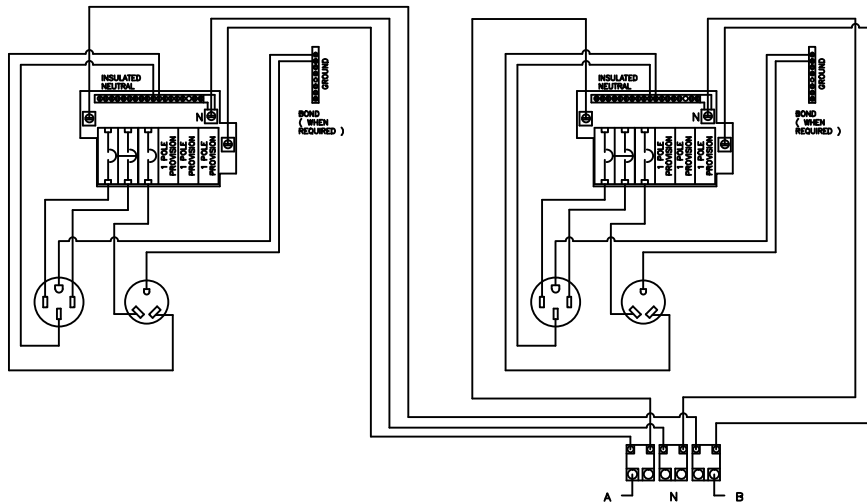 INSULATED
NEUTRAL
N
GROUND
BOND
( WHEN
REQUIRED )
1 POLE
PROVISION
1 POLE
PROVISION
1 POLE
PROVISION
INSULATED
NEUTRAL
N
GROUND
BOND
( WHEN
REQUIRED )
1 POLE
PROVISION
1 POLE
PROVISION
1 POLE
PROVISION
A N B